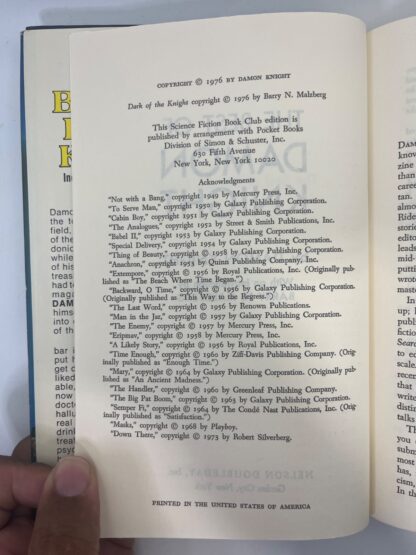 COPYRIGHT © 1976 BY DAMON KNIGHT
Dark of the Knight copyright © 1976 by Barry N. Malzberg
This Science Fiction Book Club edition is
published by arrangement with Pocket Books
Division of Simon & Schuster, Inc.
630 Fifth Avenue
New York, New York 10020
Acknowledgments
"Not with a Bang," copyright 1949 by Mercury Press, Inc.
"To Serve Man," copyright 1950 by Galaxy Publishing Corporation.
"Cabin Boy," copyright 1951 by Galaxy Publishing Corporation.
"The Analogues," copyright 1952 by Street & Smith Publications, Inc.
"Babel II," copyright 1953 by Galaxy Publishing Corporation.
"Special Delivery," copyright 1954 by Galaxy Publishing Corporation.
"Thing of Beauty," copyright © 1958 by Galaxy Publishing Corporation.
"Anachron," copyright 1953 by Quinn Publishing Company, Inc.
"Extempore," copyright © 1956 by Royal Publications, Inc. (Originally pub-
lished as "The Beach Where Time Began.")
"Backward, O Time," copyright © 1956 by Galaxy Publishing Corporation.
(Originally published as "This Way to the Regress.")
"The Last Word," copyright © 1956 by Renown Publications.
"Man in the Jar," copyright © 1957 by Galaxy Publishing Corporation.
"The Enemy," copyright © 1957 by Mercury Press, Inc.
"Eripmav," copyright © 1958 by Mercury Press, Inc.
"A Likely Story," copyright © 1956 by Royal Publications, Inc.
"Time Enough," copyright © 1960 by Ziff-Davis Publishing Company. (Orig-
inally published as "Enough Time.")
"Mary," copyright © 1964 by Galaxy Publishing Corporation. (Originally pub-
lished as "An Ancient Madness.")
"The Handler," copyright © 1960 by Greenleaf Publishing Company.
"The Big Pat Boom," copyright © 1963 by Galaxy Publishing Corporation.
"Semper Fi," copyright © 1964 by The Condé Nast Publications, Inc. (Orig-
inally published as "Satisfaction.")
"Masks," copyright © 1968 by Playboy.
"Down There," copyright © 1973 by Robert Silverberg.
PRINTED IN THE UNITED STATES OF AMERICA